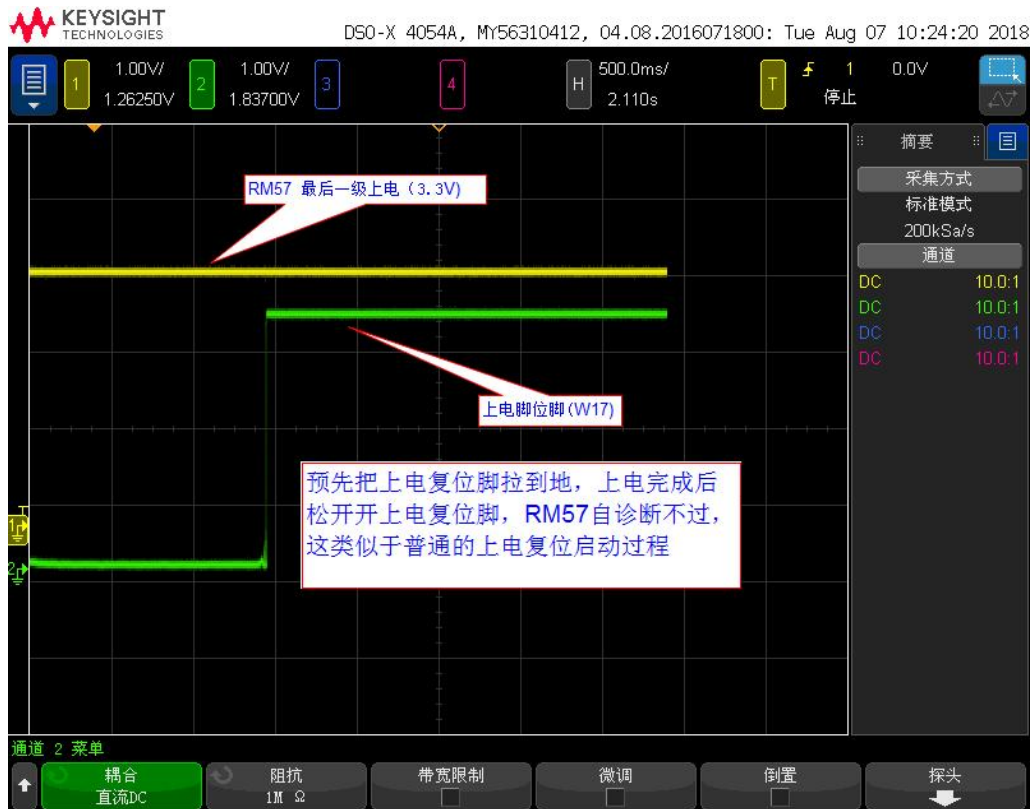 KEYSIGHT
TECHNOLOGIES
DSO-X 4054A, MY56310412, 04.08.2016071800: Tue Aug 07 10:24:20 2018
1 1.00V/ 2 1.00V/ 3 4 H 500.0ms/ T 1 0.0V
1.26250V 1.83700V 2.110s 停止
摘要
采集方式
标准模式
200kSa/s
通道
DC 10.0:1
DC 10.0:1
DC 10.0:1
DC 10.0:1
RM57 最后一级上电（3.3V)
上电脚位脚(W17)
预先把上电复位脚拉到地，上电完成后
松开开上电复位脚，RM57自诊断不过，
这类似于普通的上电复位启动过程
T
1
2
通道 2 菜单
耦合 阻抗 带宽限制 微调 倒置 探头
直流DC 1M Ω